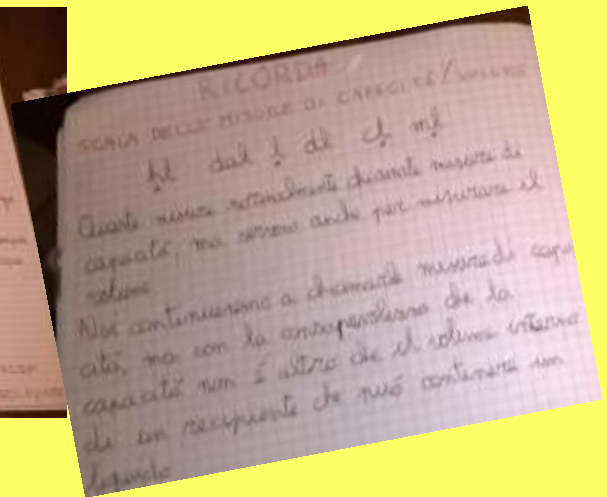 RICORDA
SCALA DELLE MISURE DI CAPACITÀ/VOLUME
hl dal l dl cl ml
Queste misure normalmente chiamate misure di
capacità, ma servono anche per misurare il
volume.
Noi continueremo a chiamarle misure di capa
cità, ma con la consapevolezza che la
capacità non è altro che il volume interno
di un recipiente che può contenere un
liquido